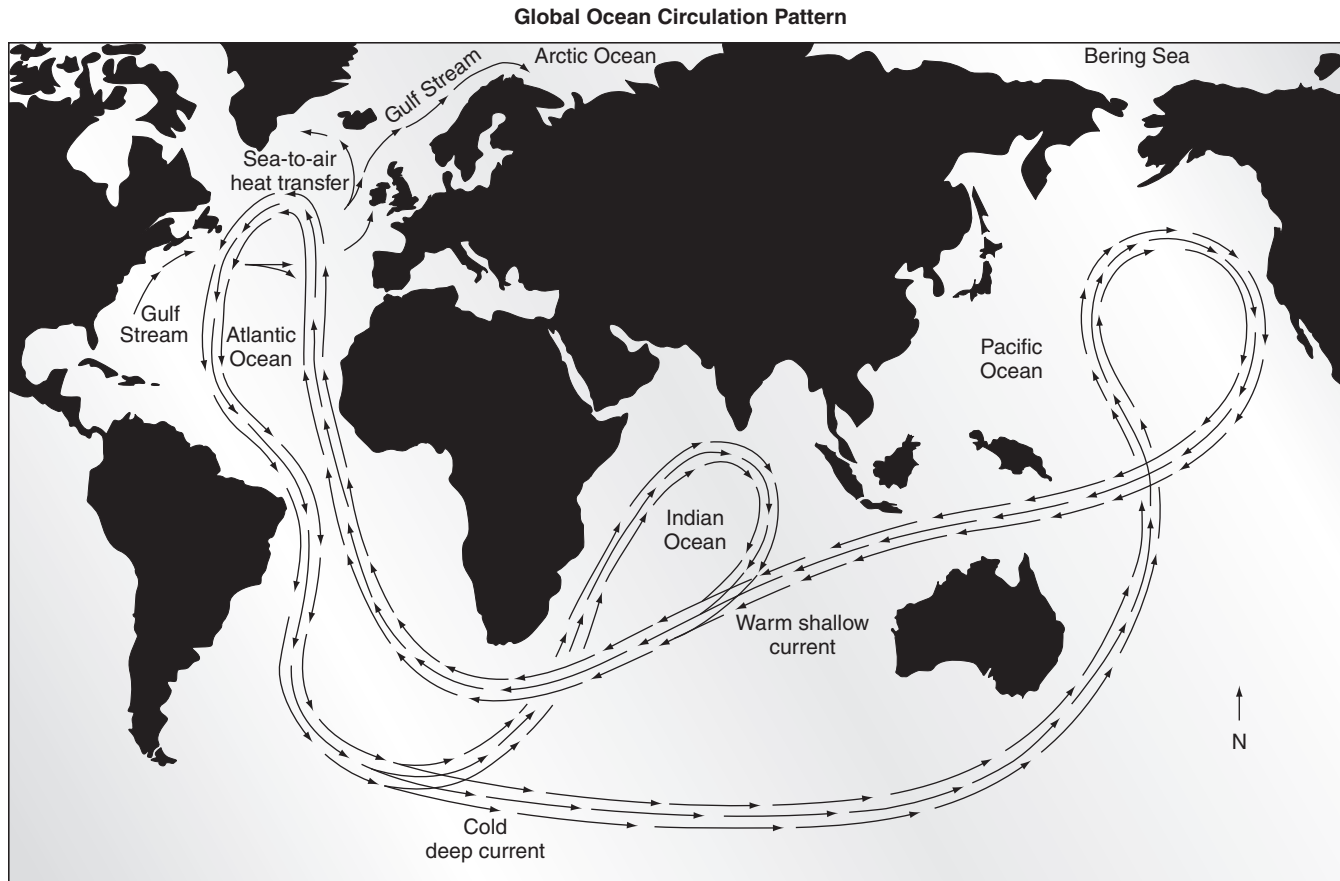 Global Ocean Circulation Pattern
Arctic Ocean
Bering Sea
Gulf Stream
Sea-to-air
heat transfer
Gulf
Stream
Atlantic
Ocean
Pacific
Ocean
Indian
Ocean
Warm shallow
current
N
Cold
deep current